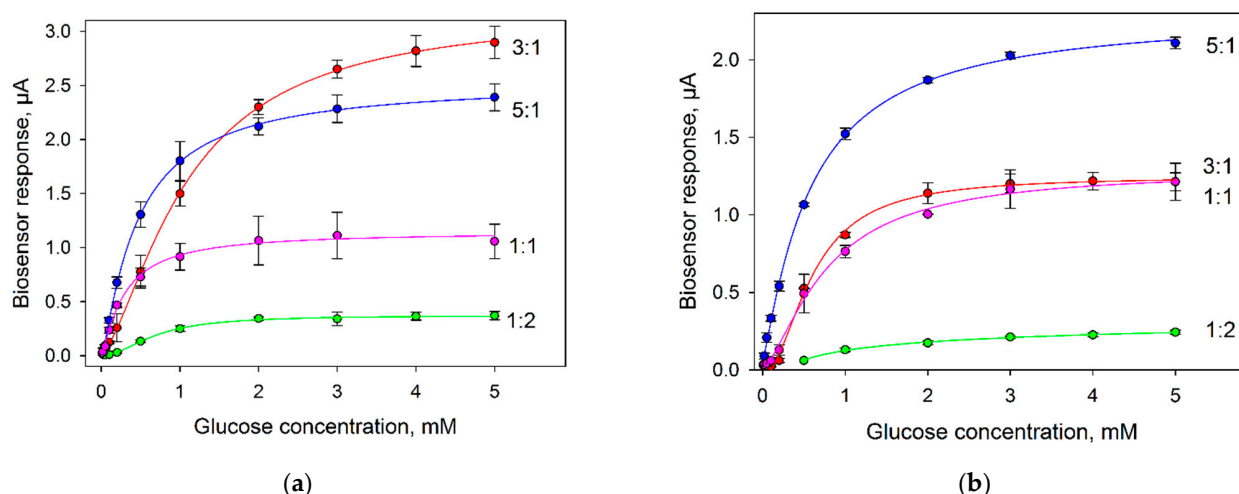 3.0
2.5
2.0
1.5
1.0
0.5
0.0
Biosensor response, µA
3:1
5:1
1:1
1:2
0 1 2 3 4 5
Glucose concentration, mM
(a)
2.0
1.5
1.0
0.5
0.0
Biosensor response, µA
5:1
3:1
1:1
1:2
0 1 2 3 4 5
Glucose concentration, mM
(b)